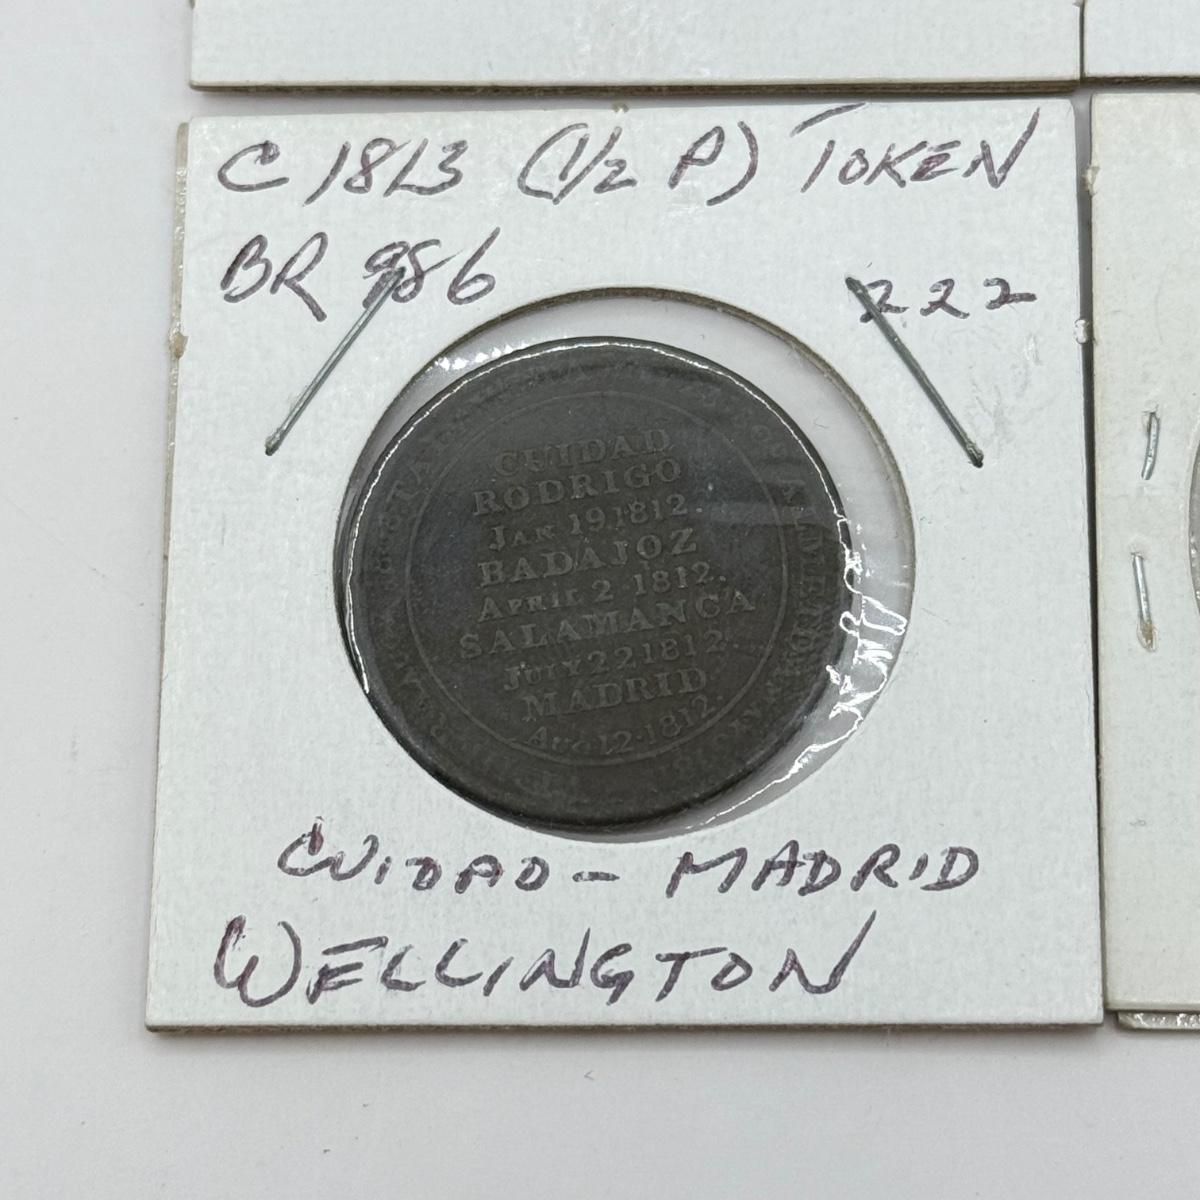 C 1813 (1/2 P) TOKEN
BR 986
222
CUIDAD
RODRIGO
JAN 19 1812.
BADAJOZ
APRIL 2 1812.
SALAMANCA
JULY 22 1812.
MADRID
AUG 12·1812.
CUIDAD – MADRID
WELLINGTON